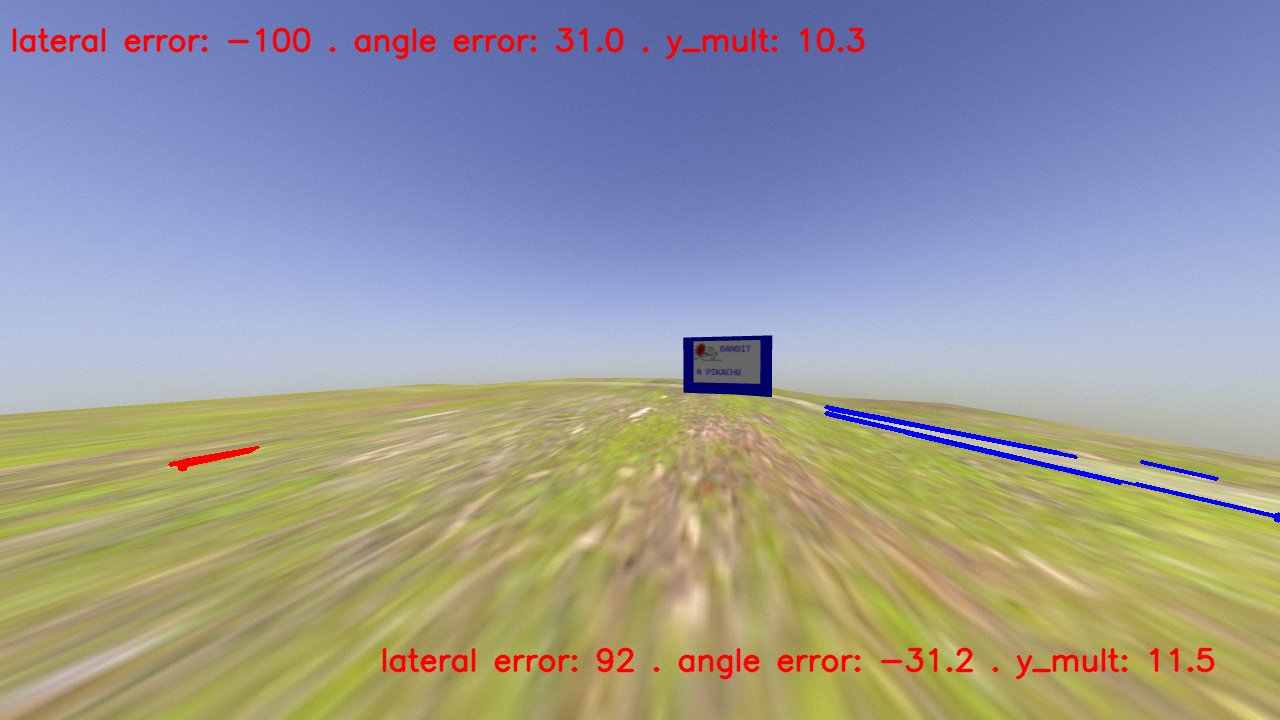 lateral error: -100 . angle error: 31.0 . y_mult: 10.3
BANDIT
N PIKACHU
lateral error: 92 . angle error: -31.2 . y_mult: 11.5